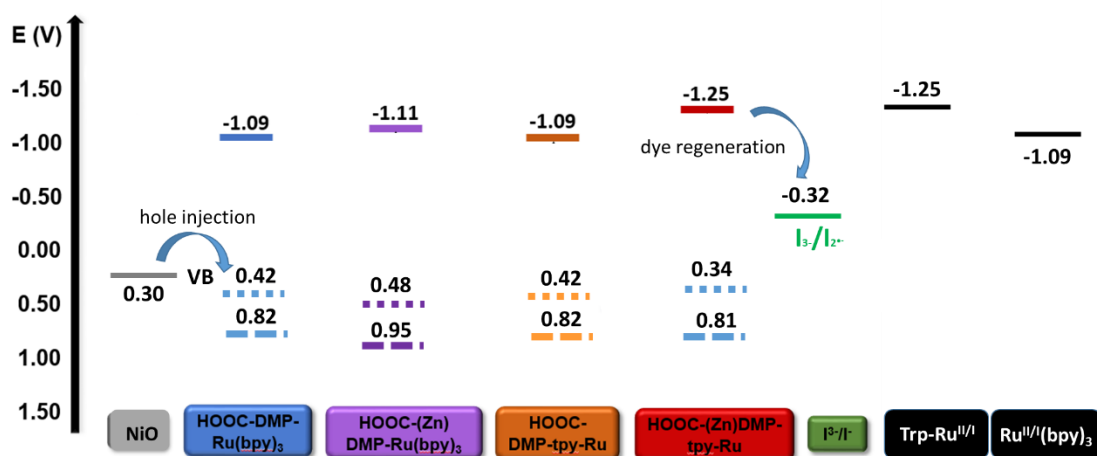 E (V)
-1.50
-1.00
-0.50
0.00
0.50
1.00
1.50
-1.09
-1.11
-1.09
-1.25
-1.25
-1.09
dye regeneration
-0.32
I₃-/I₂•-
hole injection
VB
0.30
0.42
0.48
0.42
0.34
0.82
0.95
0.82
0.81
NiO
HOOC-DMP-
Ru(bpy)₃
HOOC-(Zn)
DMP-Ru(bpy)₃
HOOC-
DMP-tpy-Ru
HOOC-(Zn)DMP-
tpy-Ru
I³⁻/I⁻
Trp-Ruᴵᴵ/ᴵ
Ruᴵᴵ/ᴵ(bpy)₃